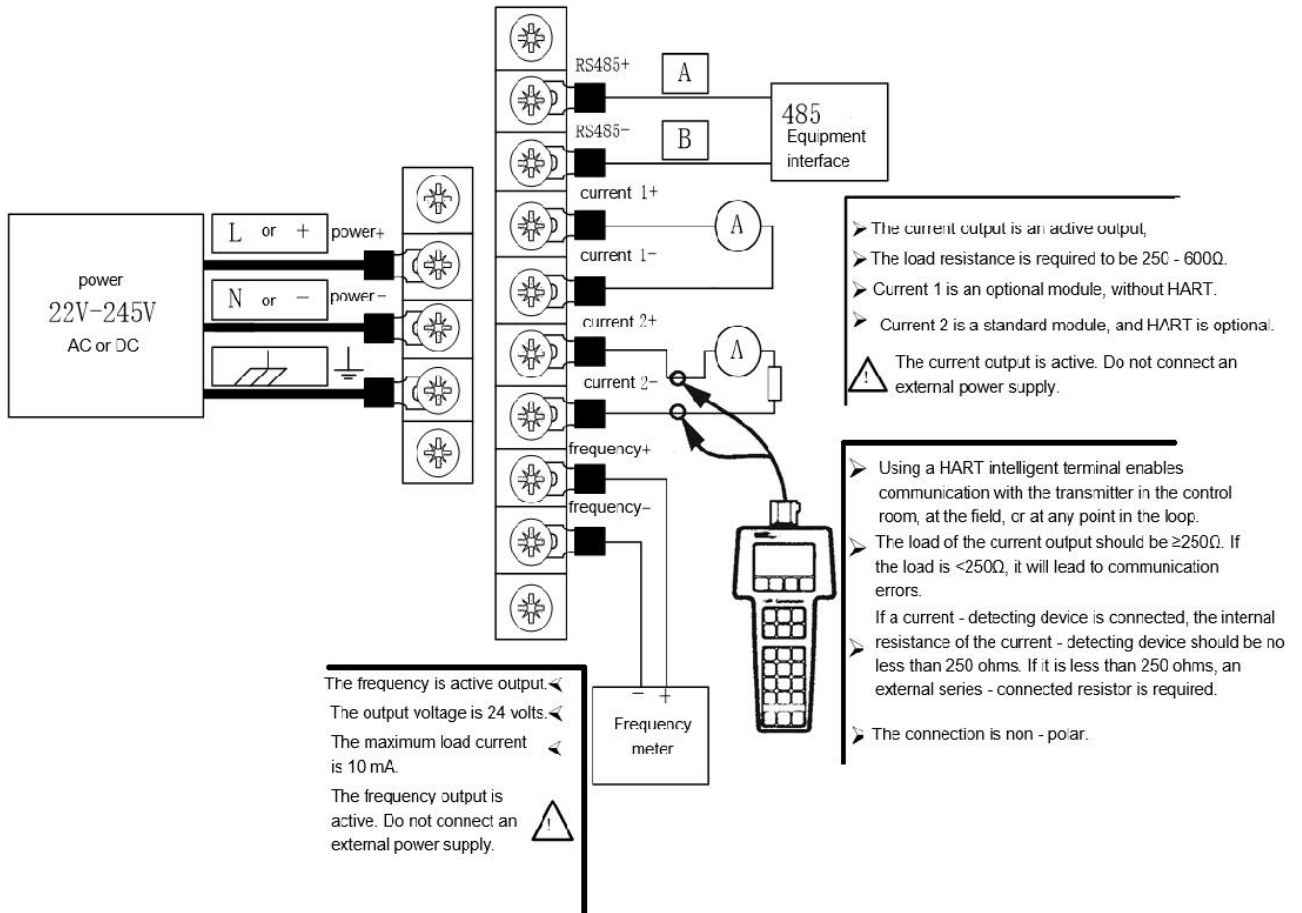 power
22V-245V
AC or DC
L or + power+
N or - power-
RS485+
A
RS485-
B
485
Equipment
interface
current 1+
A
current 1-
current 2+
A
current 2-
frequency+
frequency-
- +
Frequency
meter
The current output is an active output,
The load resistance is required to be 250 - 600Ω.
Current 1 is an optional module, without HART.
Current 2 is a standard module, and HART is optional.
! The current output is active. Do not connect an
external power supply.
Using a HART intelligent terminal enables
communication with the transmitter in the control
room, at the field, or at any point in the loop.
The load of the current output should be ≥250Ω. If
the load is <250Ω, it will lead to communication
errors.
If a current - detecting device is connected, the internal
resistance of the current - detecting device should be no
less than 250 ohms. If it is less than 250 ohms, an
external series - connected resistor is required.
The connection is non - polar.
The frequency is active output.
The output voltage is 24 volts.
The maximum load current
is 10 mA.
The frequency output is
active. Do not connect an
external power supply.
!